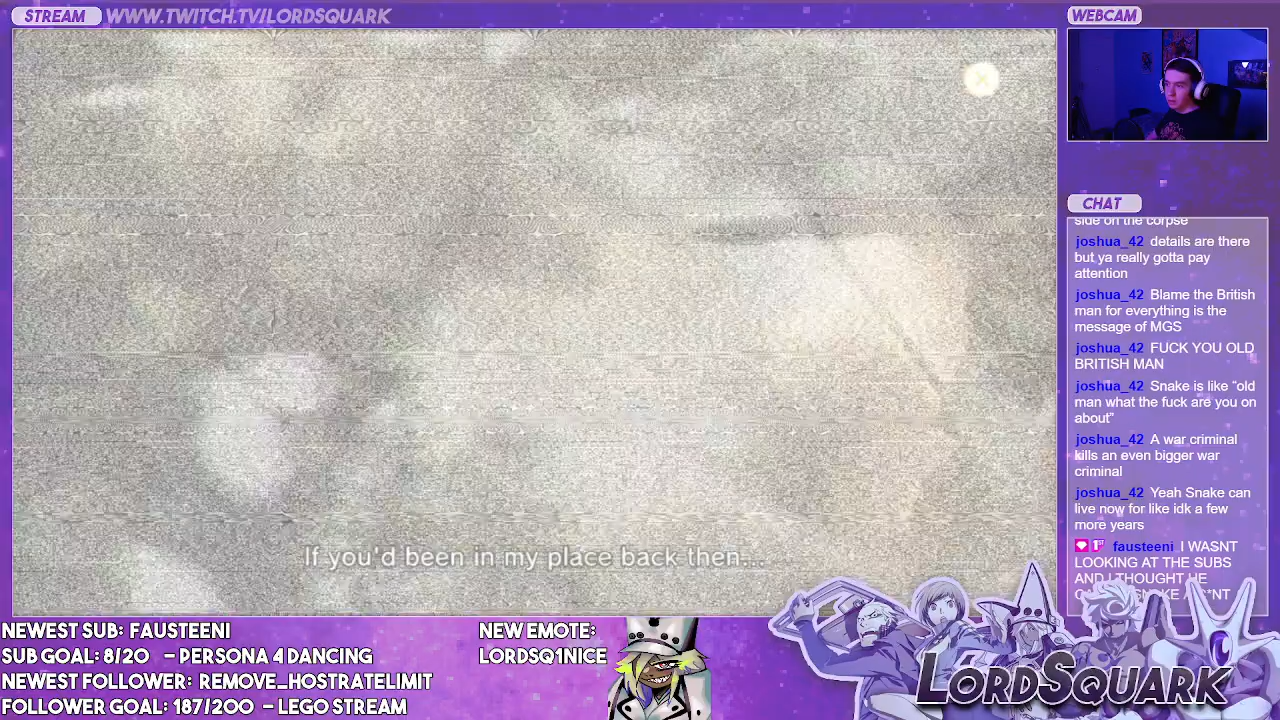 STREAM
WWW.TWITCH.TV/LORDSQUARK
WEBCAM
CHAT
side on the corpse
joshua_42 details are there
but ya really gotta pay
attention
joshua_42 Blame the British
man for everything is the
message of MGS
joshua_42 FUCK YOU OLD
BRITISH MAN
joshua_42 Snake is like “old
man what the fuck are you on
about”
joshua_42 A war criminal
kills an even bigger war
criminal
joshua_42 Yeah Snake can
live now for like idk a few
more years
fausteeni I WASNT
LOOKING AT THE SUBS
AND I THOUGHT HE
If you'd been in my place back then...
NEWEST SUB: FAUSTEENI
SUB GOAL: 8/20 - PERSONA 4 DANCING
NEWEST FOLLOWER: REMOVE_HOSTRATELIMIT
FOLLOWER GOAL: 187/200 - LEGO STREAM
NEW EMOTE:
LORDSQ1NICE
LORDSQUARK